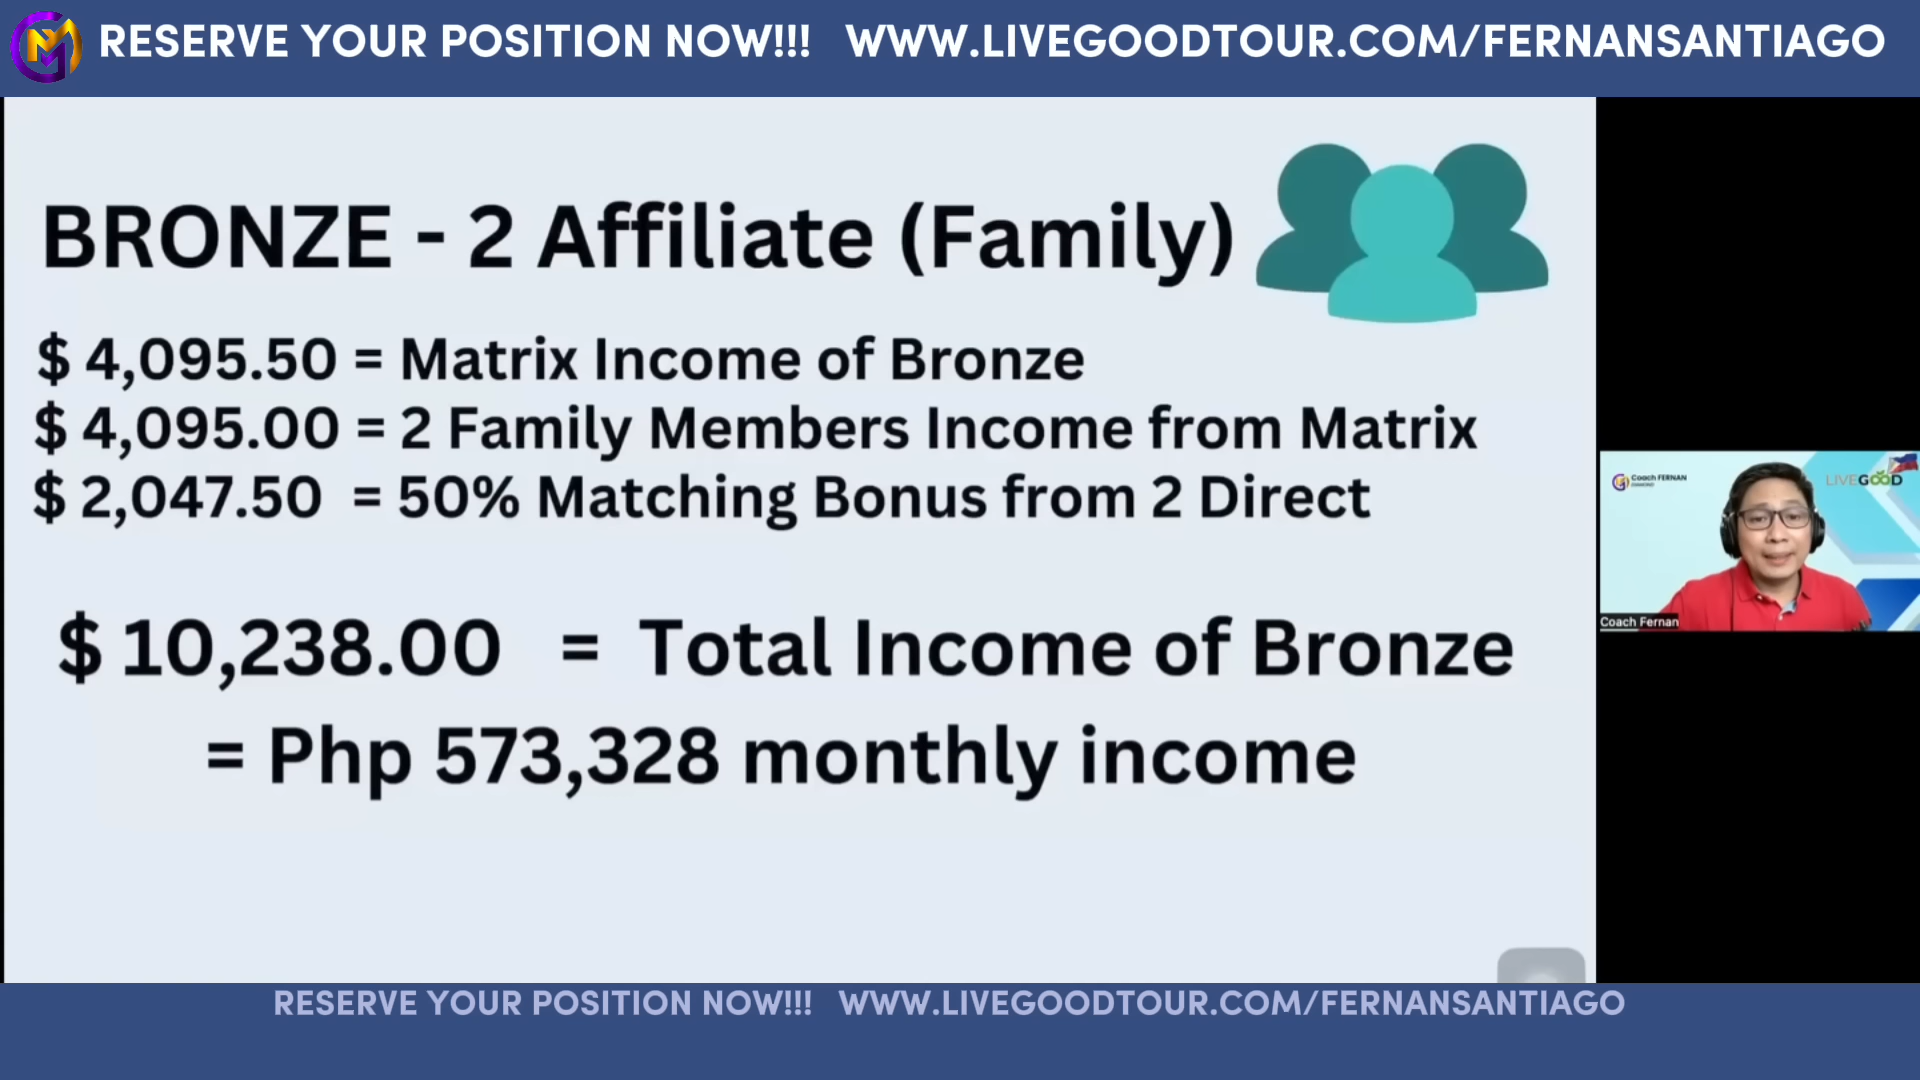 RESERVE YOUR POSITION NOW!!! WWW.LIVEGOODTOUR.COM/FERNANSANTIAGO
BRONZE - 2 Affiliate (Family)
$ 4,095.50 = Matrix Income of Bronze
$ 4,095.00 = 2 Family Members Income from Matrix
$ 2,047.50 = 50% Matching Bonus from 2 Direct
$ 10,238.00 = Total Income of Bronze
= Php 573,328 monthly income
Coach FERNAN
DIAMOND
LIVEGOOD
Coach Fernan
RESERVE YOUR POSITION NOW!!! WWW.LIVEGOODTOUR.COM/FERNANSANTIAGO